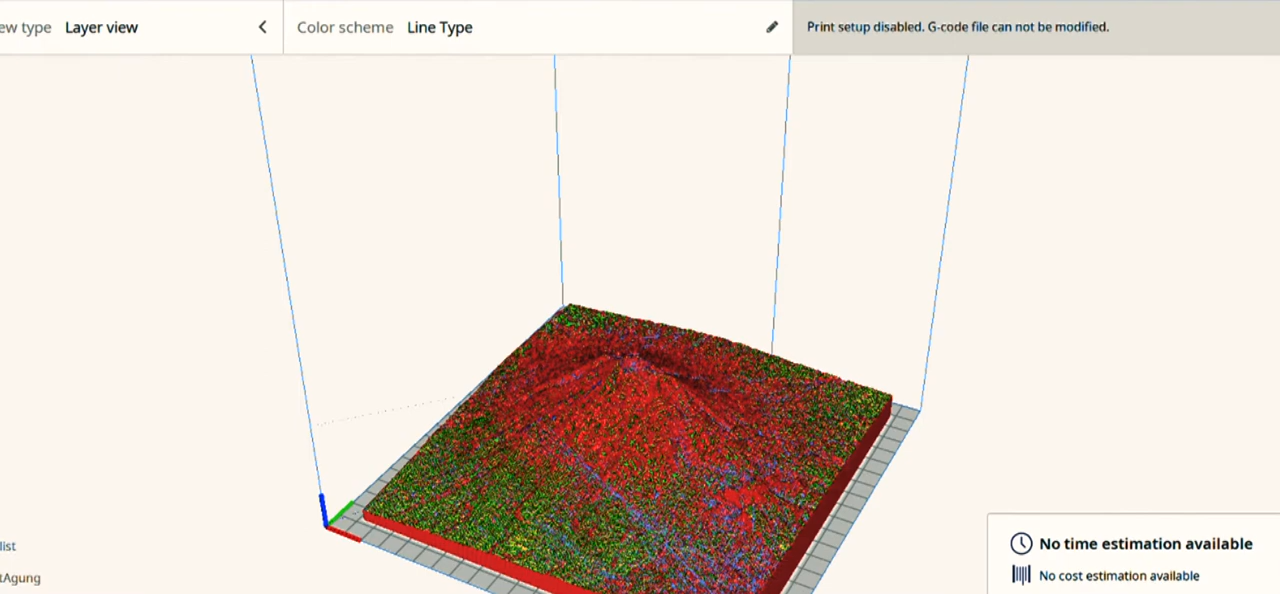 ew type Layer view
Color scheme Line Type
Print setup disabled. G-code file can not be modified.
list
tAgung
No time estimation available
No cost estimation available